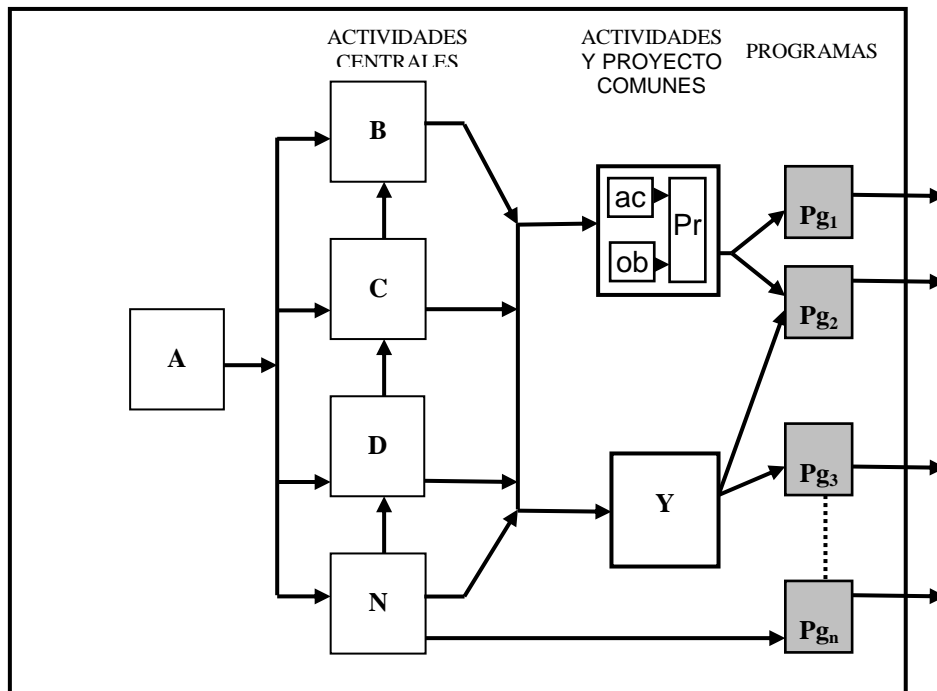 ACTIVIDADES
CENTRALES
ACTIVIDADES
Y PROYECTO
COMUNES
PROGRAMAS
B
ac
Pr
ob
Pg₁
C
Pg₂
A
D
Pg₃
Y
N
Pgₙ